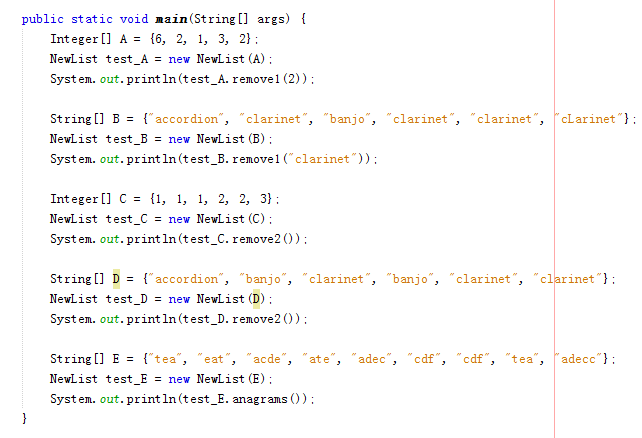 public static void main(String[] args) {
    Integer[] A = {6, 2, 1, 3, 2};
    NewList test_A = new NewList(A);
    System.out.println(test_A.remove1(2));

    String[] B = {"accordion", "clarinet", "banjo", "clarinet", "clarinet", "cLarinet"};
    NewList test_B = new NewList(B);
    System.out.println(test_B.remove1("clarinet"));

    Integer[] C = {1, 1, 1, 2, 2, 3};
    NewList test_C = new NewList(C);
    System.out.println(test_C.remove2());

    String[] D = {"accordion", "banjo", "clarinet", "banjo", "clarinet", "clarinet"};
    NewList test_D = new NewList(D);
    System.out.println(test_D.remove2());

    String[] E = {"tea", "eat", "acde", "ate", "adec", "cdf", "cdf", "tea", "adecc"};
    NewList test_E = new NewList(E);
    System.out.println(test_E.anagrams());
}